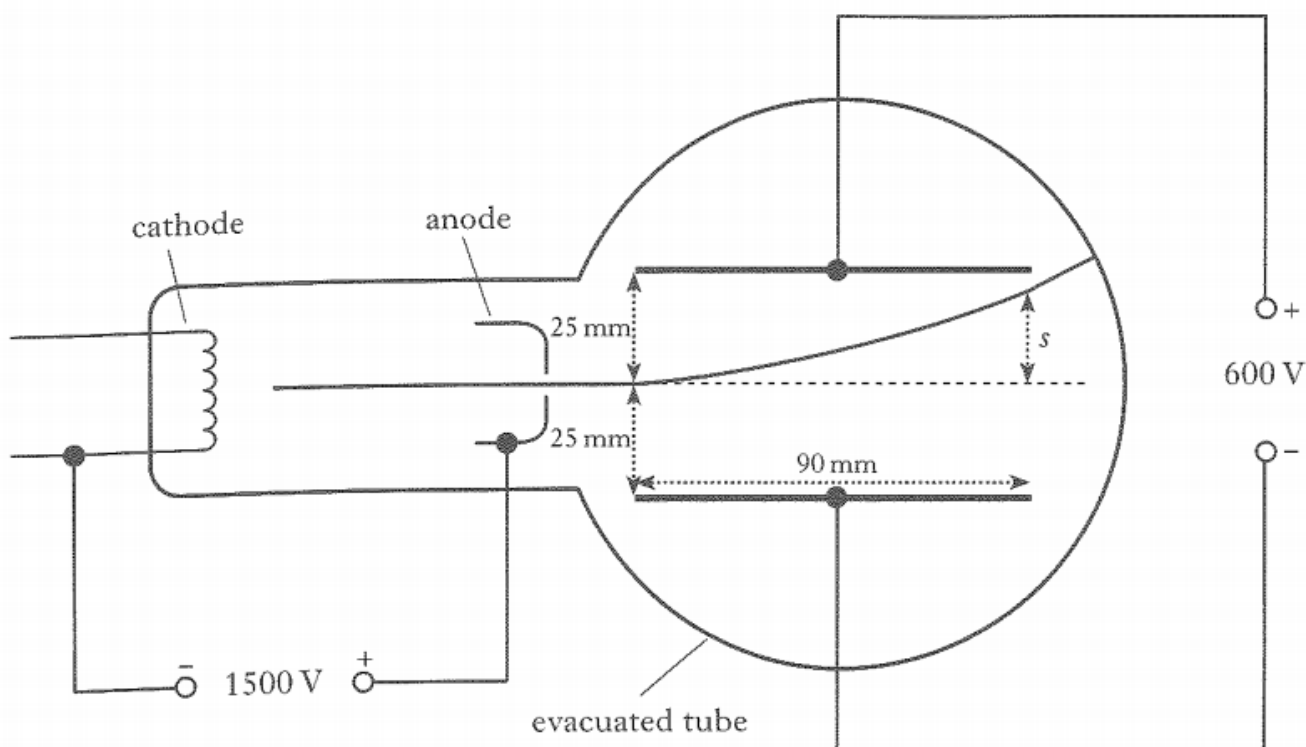 cathode
anode
25 mm
s
+
600 V
25 mm
−
90 mm
− 1500 V +
evacuated tube